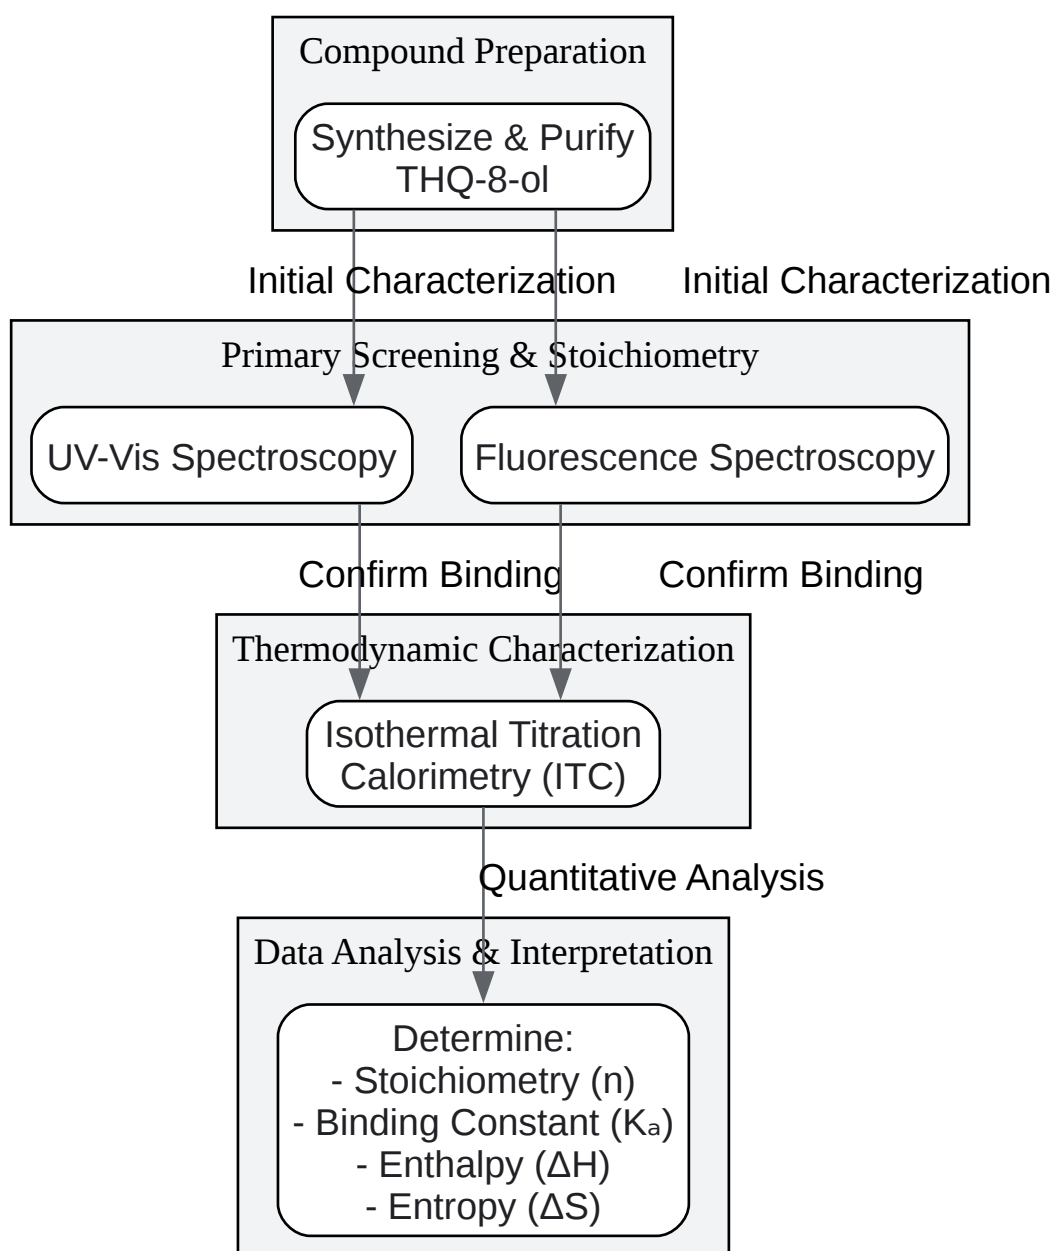 Compound Preparation
Synthesize & Purify
THQ-8-ol
Initial Characterization
Initial Characterization
Primary Screening & Stoichiometry
UV-Vis Spectroscopy
Fluorescence Spectroscopy
Confirm Binding
Confirm Binding
Thermodynamic Characterization
Isothermal Titration
Calorimetry (ITC)
Quantitative Analysis
Data Analysis & Interpretation
Determine:
- Stoichiometry (n)
- Binding Constant (Kₐ)
- Enthalpy (ΔH)
- Entropy (ΔS)